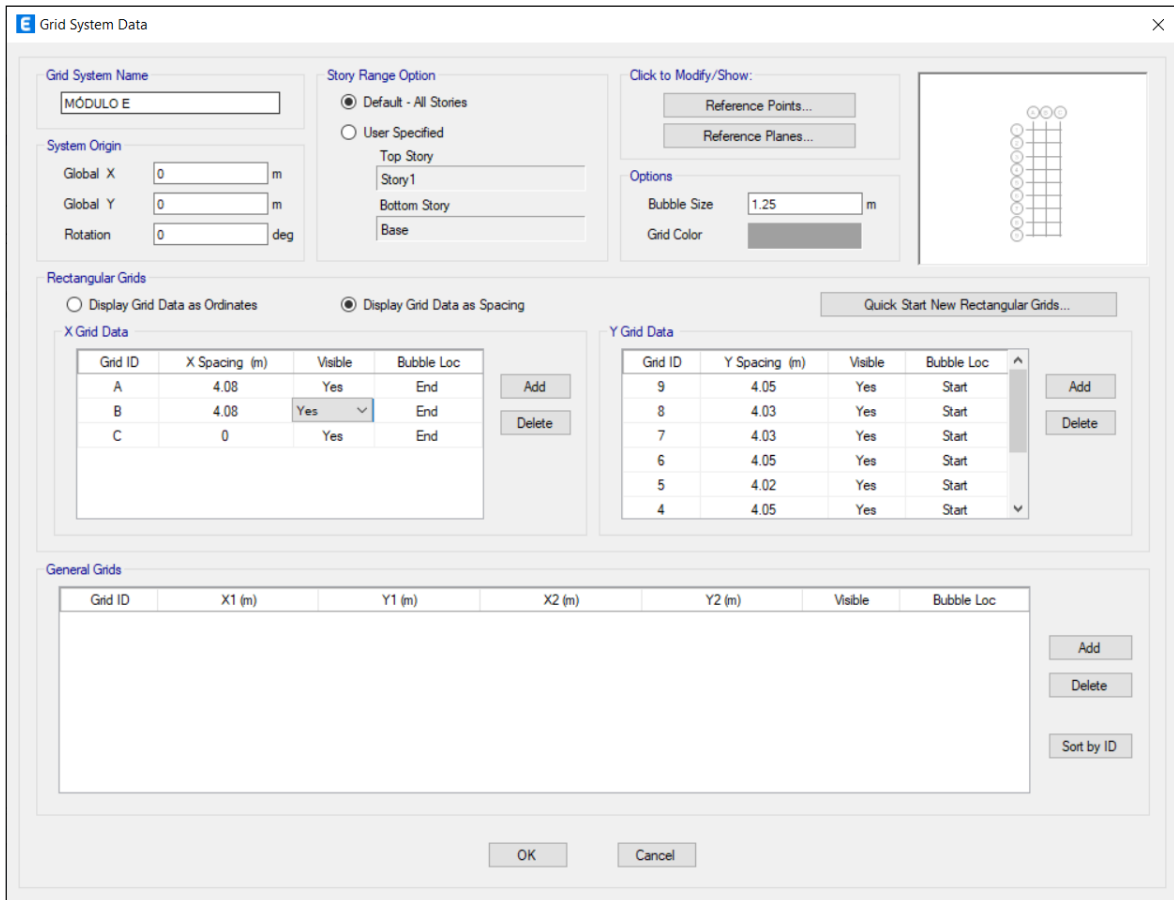 E Grid System Data
Grid System Name
MÓDULO E
System Origin
Global X 0 m
Global Y 0 m
Rotation 0 deg
Story Range Option
Default - All Stories
User Specified
Top Story
Story1
Bottom Story
Base
Click to Modify/Show:
Reference Points...
Reference Planes...
Options
Bubble Size 1.25 m
Grid Color
Rectangular Grids
Display Grid Data as Ordinates Display Grid Data as Spacing Quick Start New Rectangular Grids...
X Grid Data
Grid ID X Spacing (m) Visible Bubble Loc
A 4.08 Yes End
B 4.08 Yes End
C 0 Yes End
Add
Delete
Y Grid Data
Grid ID Y Spacing (m) Visible Bubble Loc
9 4.05 Yes Start
8 4.03 Yes Start
7 4.03 Yes Start
6 4.05 Yes Start
5 4.02 Yes Start
4 4.05 Yes Start
Add
Delete
General Grids
Grid ID X1 (m) Y1 (m) X2 (m) Y2 (m) Visible Bubble Loc
Add
Delete
Sort by ID
OK Cancel